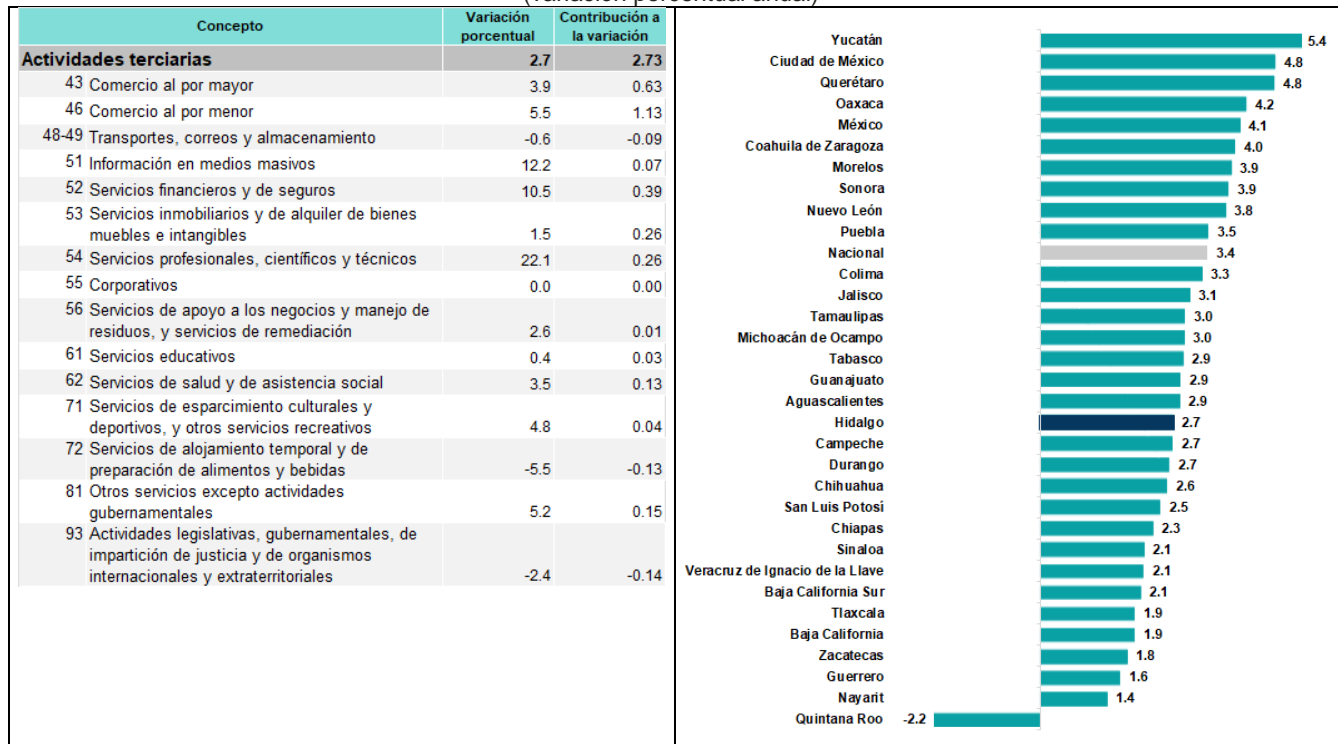 (Variación porcentual anual)
Concepto Variación porcentual Contribución a la variación
Actividades terciarias 2.7 2.73
43 Comercio al por mayor 3.9 0.63
46 Comercio al por menor 5.5 1.13
48-49 Transportes, correos y almacenamiento -0.6 -0.09
51 Información en medios masivos 12.2 0.07
52 Servicios financieros y de seguros 10.5 0.39
53 Servicios inmobiliarios y de alquiler de bienes
muebles e intangibles 1.5 0.26
54 Servicios profesionales, científicos y técnicos 22.1 0.26
55 Corporativos 0.0 0.00
56 Servicios de apoyo a los negocios y manejo de
residuos, y servicios de remediación 2.6 0.01
61 Servicios educativos 0.4 0.03
62 Servicios de salud y de asistencia social 3.5 0.13
71 Servicios de esparcimiento culturales y
deportivos, y otros servicios recreativos 4.8 0.04
72 Servicios de alojamiento temporal y de
preparación de alimentos y bebidas -5.5 -0.13
81 Otros servicios excepto actividades
gubernamentales 5.2 0.15
93 Actividades legislativas, gubernamentales, de
impartición de justicia y de organismos
internacionales y extraterritoriales -2.4 -0.14
Yucatán 5.4
Ciudad de México 4.8
Querétaro 4.8
Oaxaca 4.2
México 4.1
Coahuila de Zaragoza 4.0
Morelos 3.9
Sonora 3.9
Nuevo León 3.8
Puebla 3.5
Nacional 3.4
Colima 3.3
Jalisco 3.1
Tamaulipas 3.0
Michoacán de Ocampo 3.0
Tabasco 2.9
Guanajuato 2.9
Aguascalientes 2.9
Hidalgo 2.7
Campeche 2.7
Durango 2.7
Chihuahua 2.6
San Luis Potosí 2.5
Chiapas 2.3
Sinaloa 2.1
Veracruz de Ignacio de la Llave 2.1
Baja California Sur 2.1
Tlaxcala 1.9
Baja California 1.9
Zacatecas 1.8
Guerrero 1.6
Nayarit 1.4
Quintana Roo -2.2